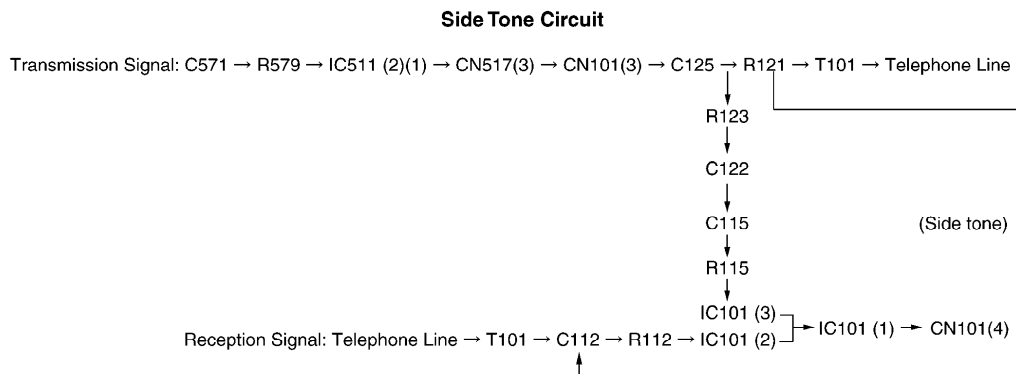 Side Tone Circuit
Transmission Signal: C571 → R579 → IC511 (2)(1) → CN517(3) → CN101(3) → C125 → R121 → T101 → Telephone Line
R123
C122
C115 (Side tone)
R115
IC101 (3)
IC101 (1) → CN101(4)
Reception Signal: Telephone Line → T101 → C112 → R112 → IC101 (2)